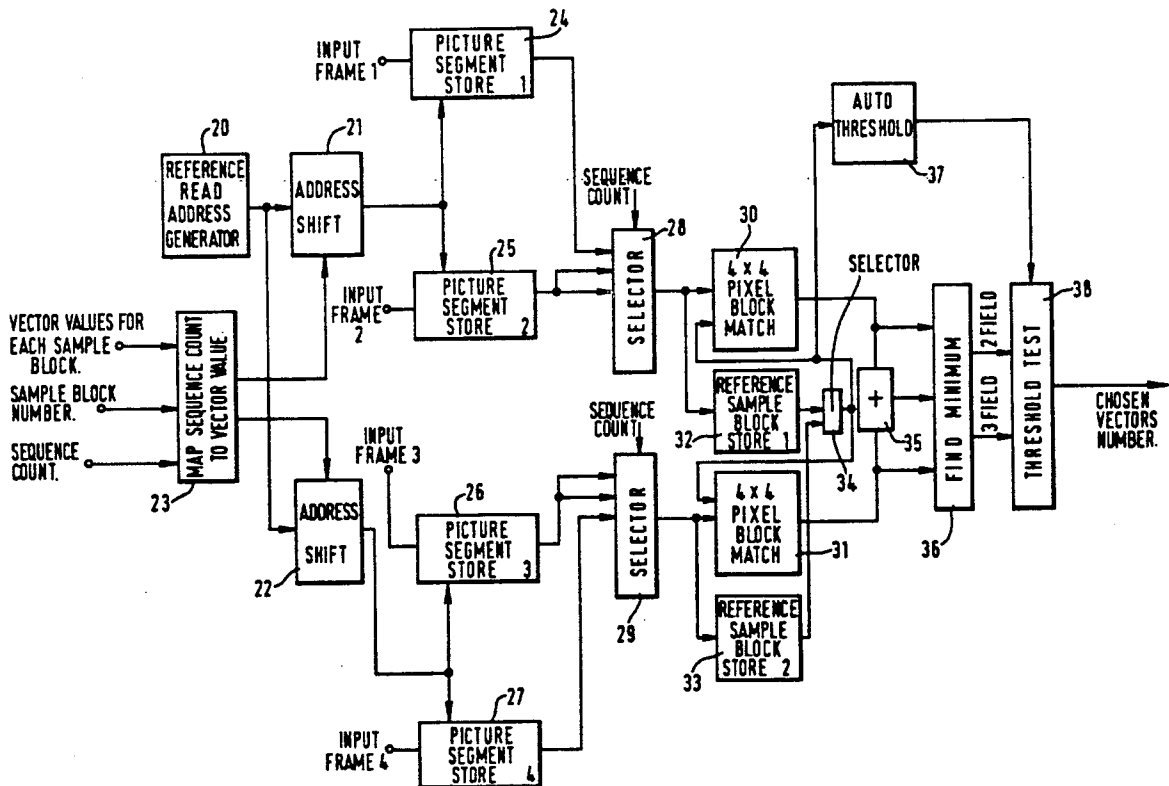 24
INPUT
FRAME 1
PICTURE
SEGMENT
STORE 1
20
REFERENCE
READ
ADDRESS
GENERATOR
21
ADDRESS
SHIFT
AUTO
THRESHOLD
37
SEQUENCE
COUNT
28
SELECTOR
25
INPUT
FRAME
2
PICTURE
SEGMENT
STORE 2
30
4 x 4
PIXEL
BLOCK
MATCH
SELECTOR
38
VECTOR VALUES FOR
EACH SAMPLE
BLOCK.
SAMPLE BLOCK
NUMBER.
SEQUENCE
COUNT.
MAP SEQUENCE COUNT
TO VECTOR VALUE
23
REFERENCE
SAMPLE
BLOCK
STORE 1
32
34
+
35
FIND MINIMUM
36
2 FIELD
3 FIELD
THRESHOLD TEST
CHOSEN
VECTORS
NUMBER.
SEQUENCE
COUNT
INPUT
FRAME 3
26
PICTURE
SEGMENT
STORE 3
ADDRESS
SHIFT
22
SELECTOR
29
4 x 4
PIXEL
BLOCK
MATCH
31
REFERENCE
SAMPLE
BLOCK
STORE 2
33
27
INPUT
FRAME 4
PICTURE
SEGMENT
STORE 4